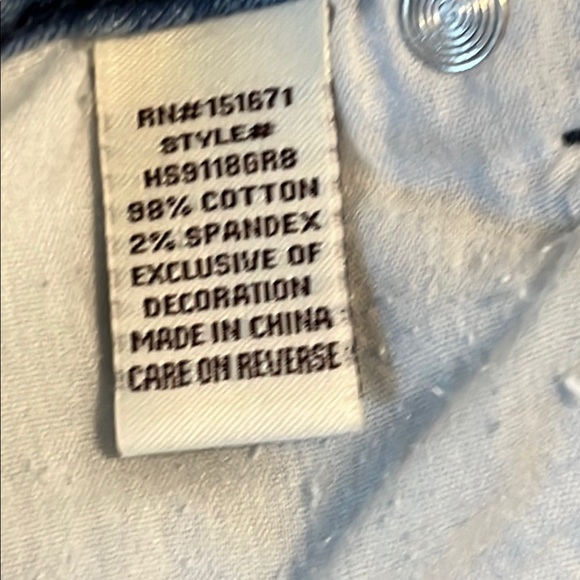 RN#151671
STYLE#
HS9118GR8
98% COTTON
2% SPANDEX
EXCLUSIVE OF
DECORATION
MADE IN CHINA
CARE ON REVERSE